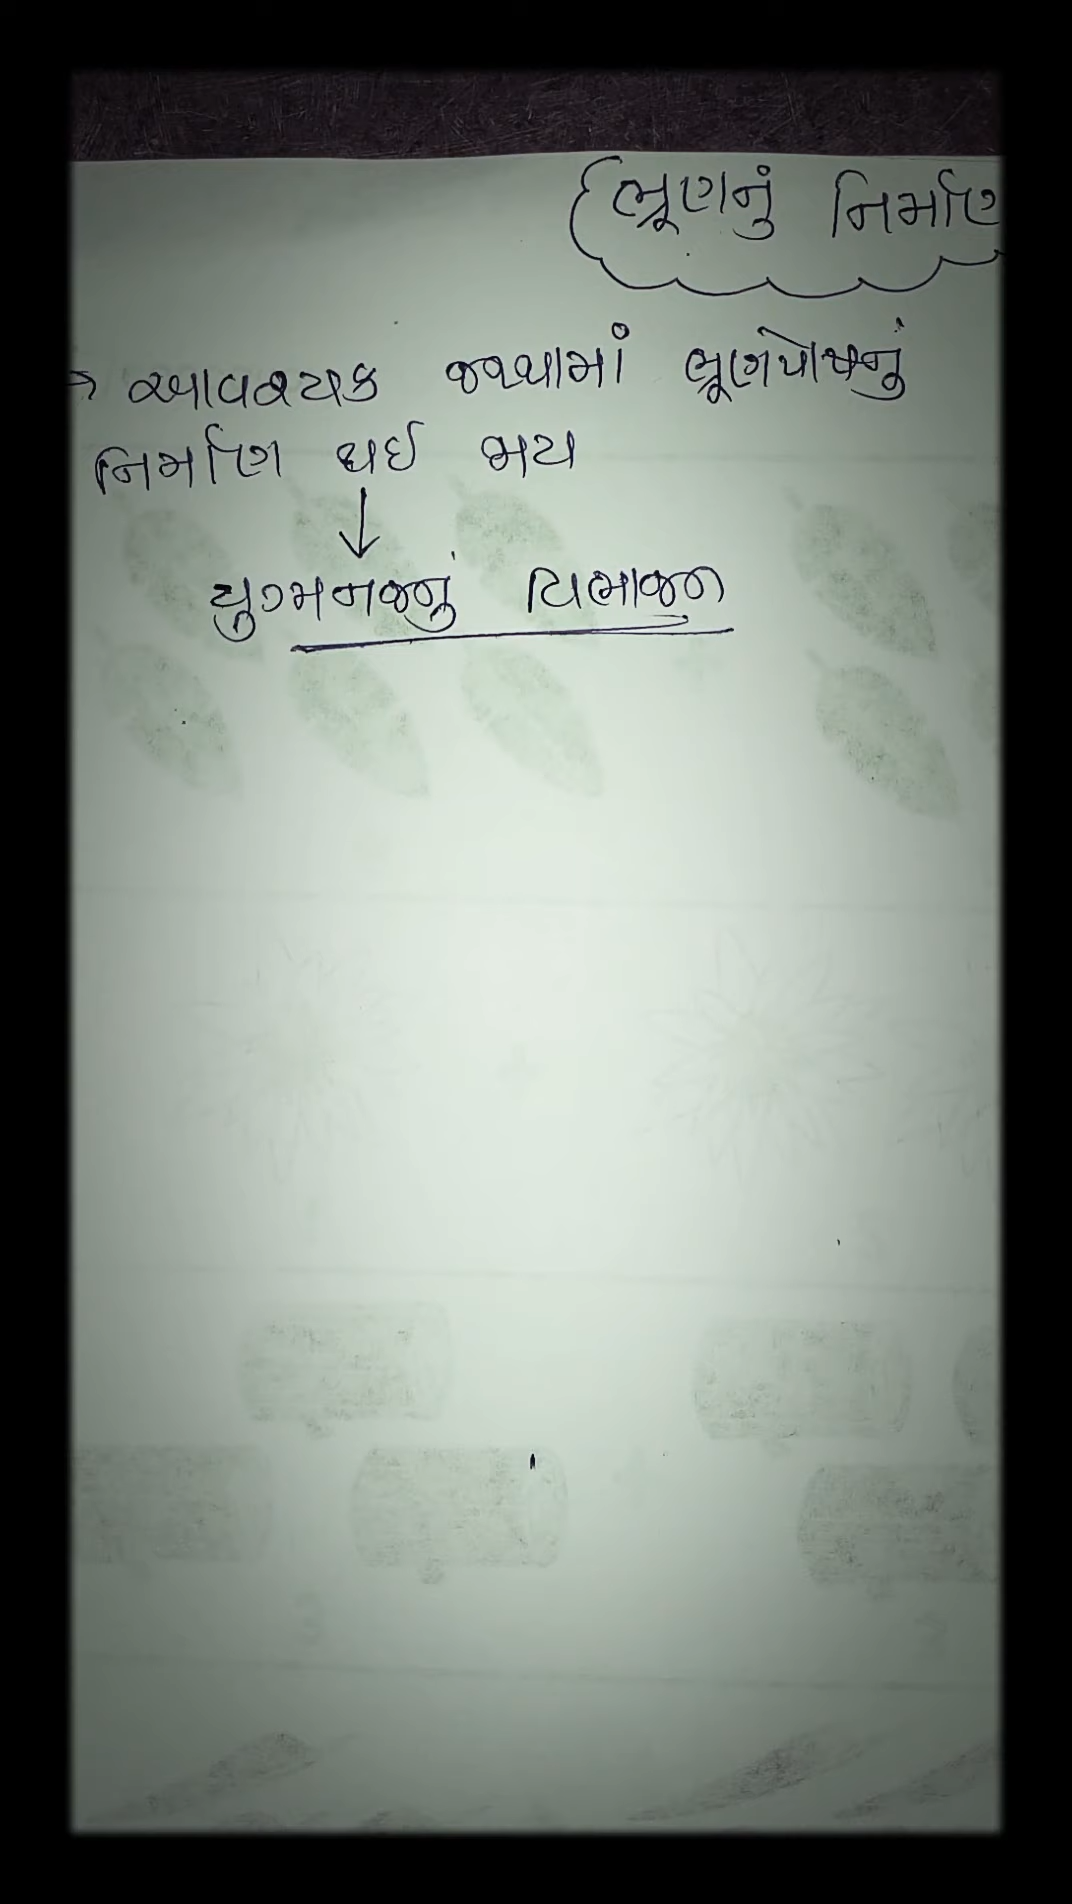 ભ્રૂણનું નિર્માણ
→ આવશ્યક જથ્થામાં ભ્રૂણપોષનું
નિર્માણ થઈ જાય
↓
યુગ્મનજનું વિભાજન